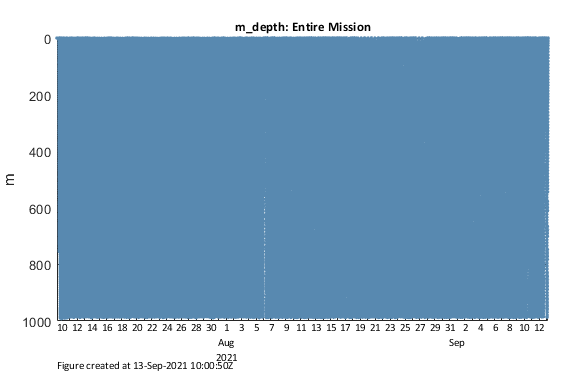 m_depth: Entire Mission
0
200
400
600
800
1000
m
10 12 14 16 18 20 22 24 26 28 30 1 3 5 7 9 11 13 15 17 19 21 23 25 27 29 31 2 4 6 8 10 12
Aug Sep
2021
Figure created at 13-Sep-2021 10:00:50Z